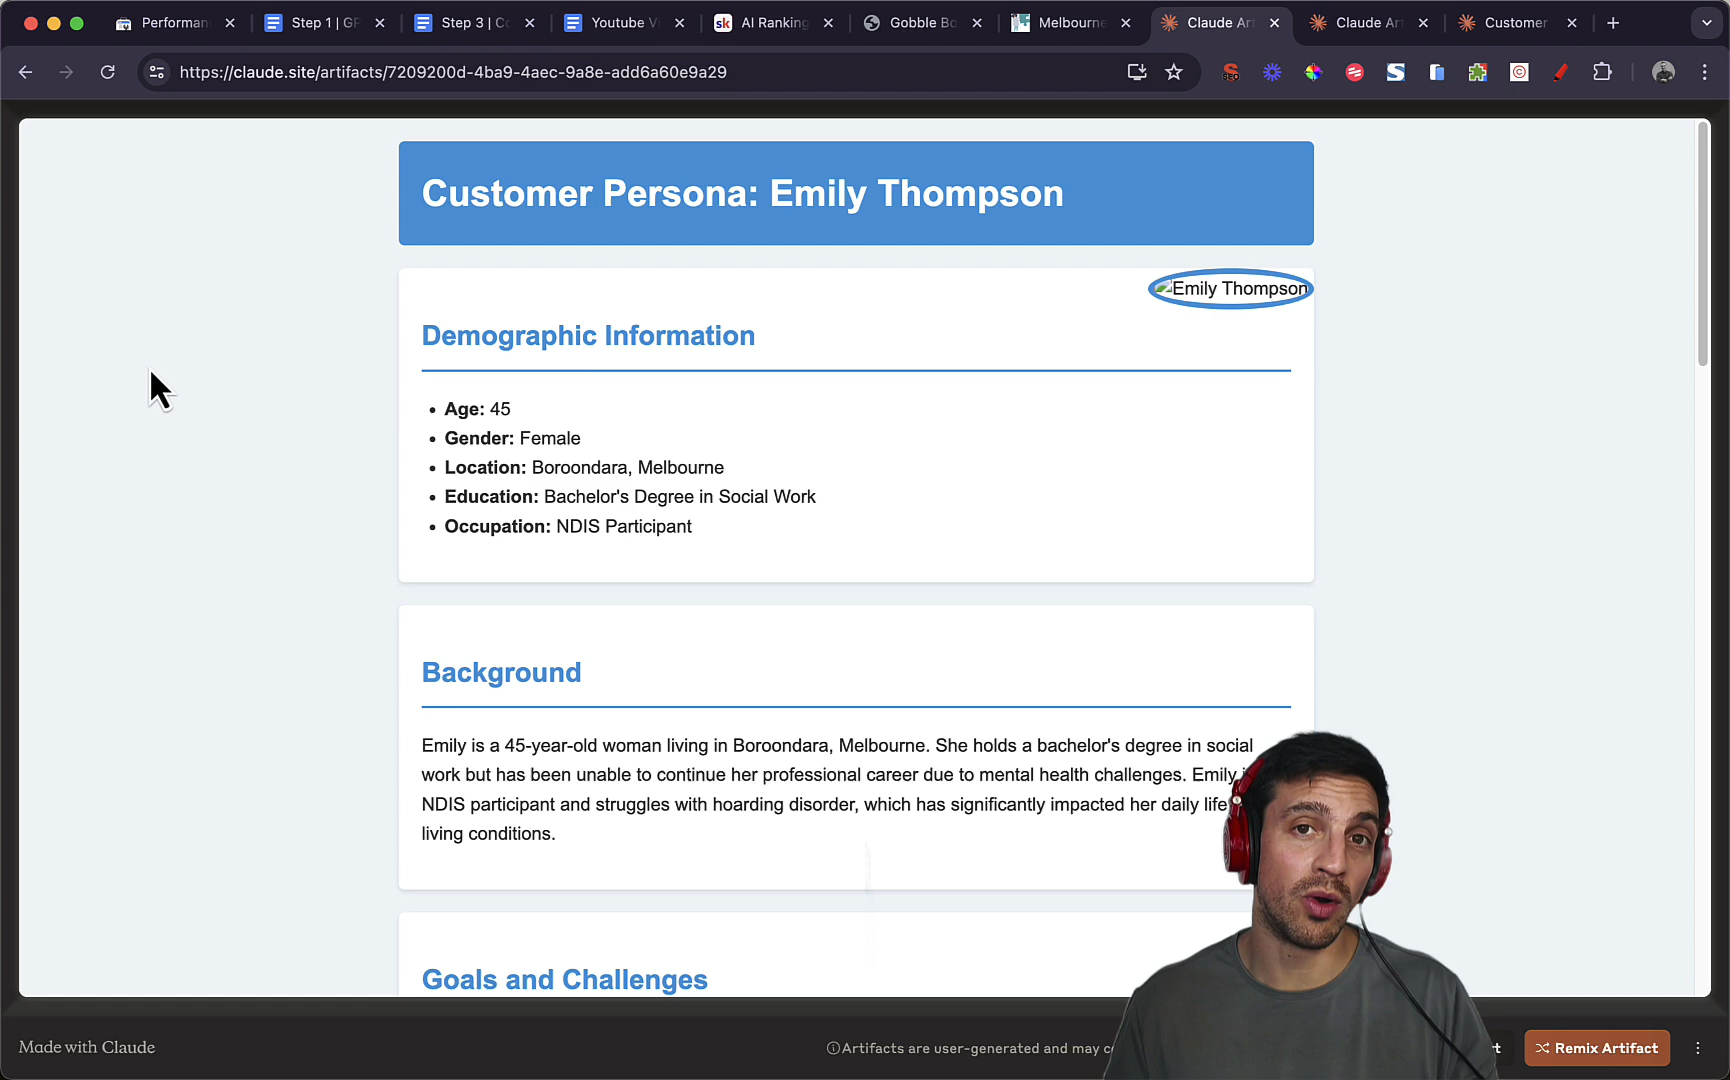 Performan
Step 1 | GP
Step 3 | Co
Youtube Vi
AI Ranking
Gobble Bo
Melbourne
Claude Art
Claude Art
Customer
https://claude.site/artifacts/7209200d-4ba9-4aec-9a8e-add6a60e9a29
SEO
Customer Persona: Emily Thompson
Emily Thompson
Demographic Information
• Age: 45
• Gender: Female
• Location: Boroondara, Melbourne
• Education: Bachelor's Degree in Social Work
• Occupation: NDIS Participant
Background
Emily is a 45-year-old woman living in Boroondara, Melbourne. She holds a bachelor's degree in social
work but has been unable to continue her professional career due to mental health challenges. Emily
NDIS participant and struggles with hoarding disorder, which has significantly impacted her daily life
living conditions.
Goals and Challenges
Made with Claude
Artifacts are user-generated and may
Remix Artifact